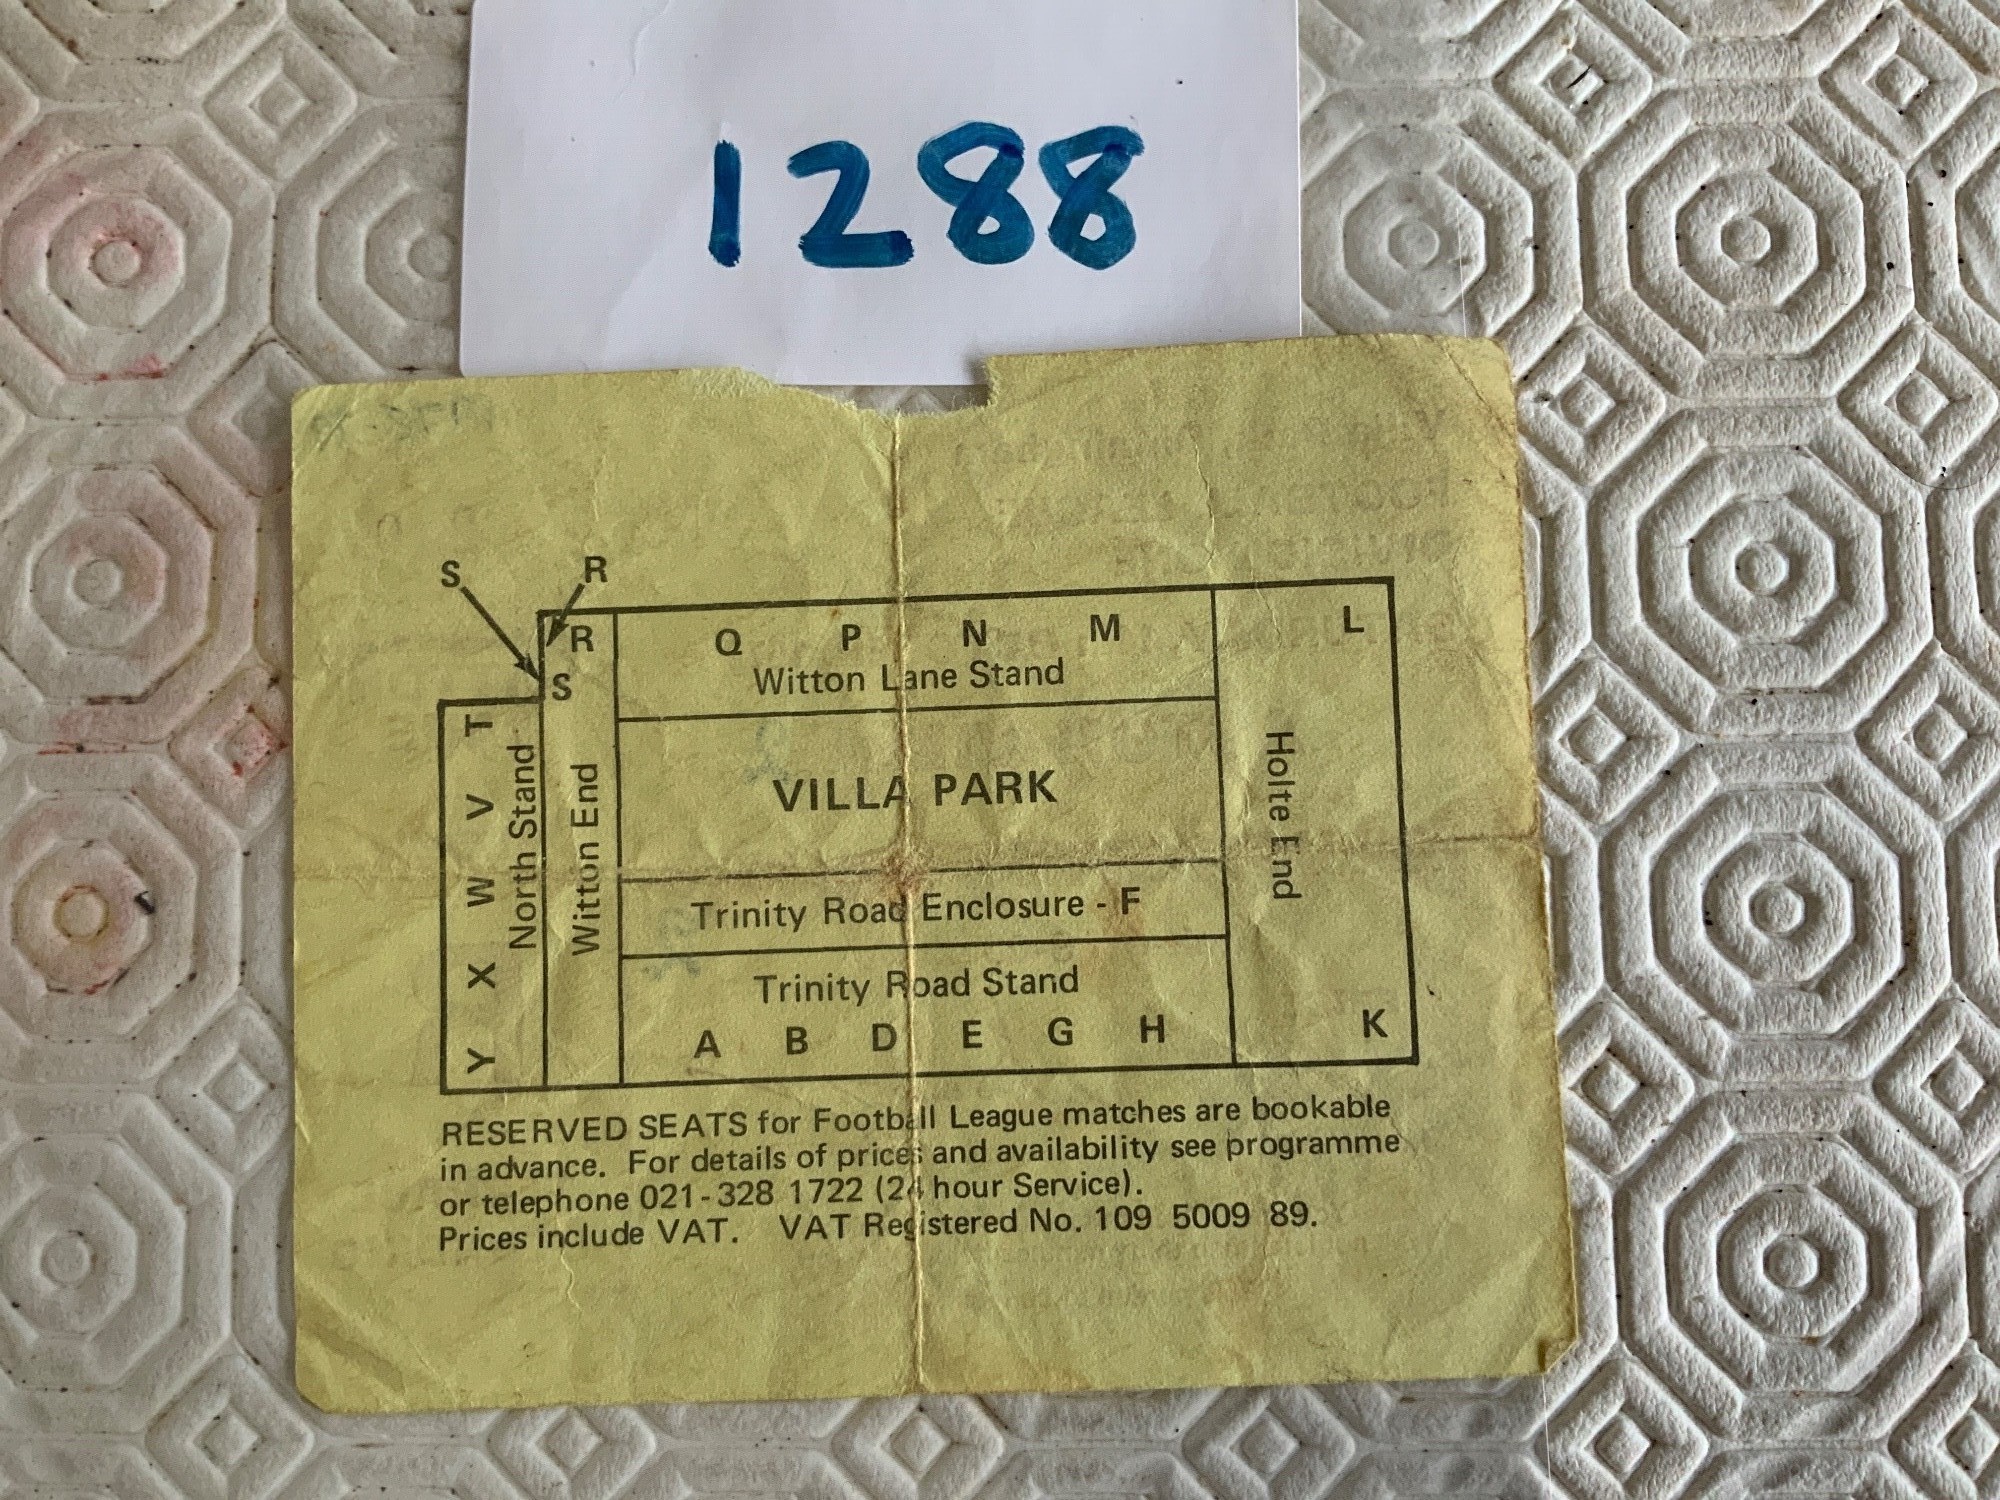 1288
S R
R Q P N M L
S Witton Lane Stand
T V W X Y
North Stand
Witton End
VILLA PARK
Holte End
Trinity Road Enclosure - F
Trinity Road Stand
A B D E G H K
RESERVED SEATS for Football League matches are bookable
in advance. For details of prices and availability see programme
or telephone 021-328 1722 (24 hour Service).
Prices include VAT. VAT Registered No. 109 5009 89.